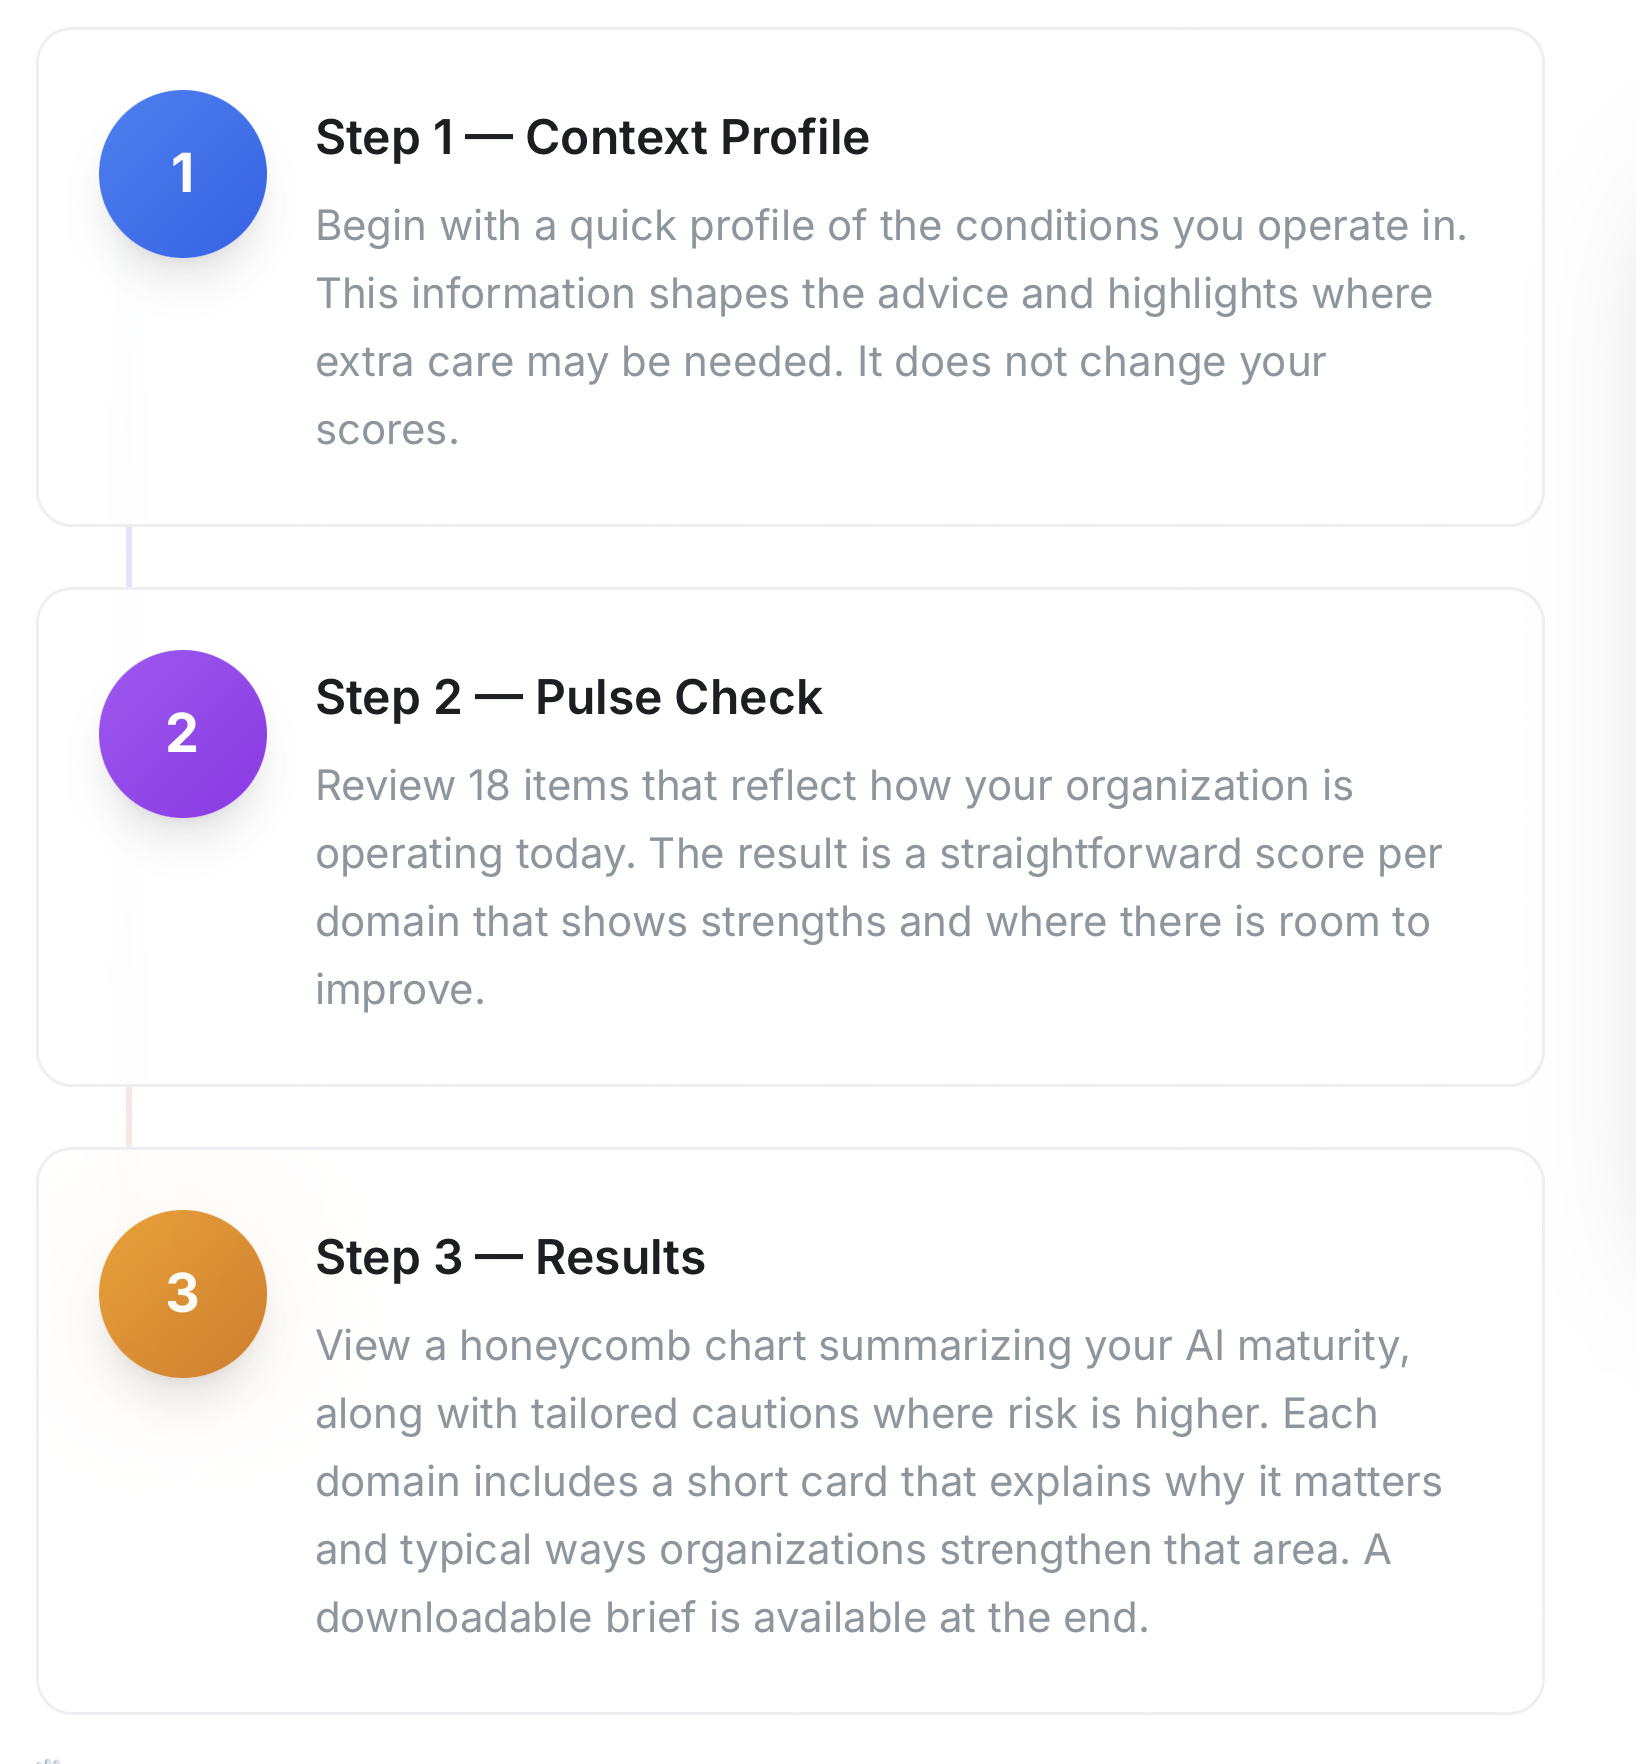 1
Step 1 — Context Profile
Begin with a quick profile of the conditions you operate in.
This information shapes the advice and highlights where
extra care may be needed. It does not change your
scores.
2
Step 2 — Pulse Check
Review 18 items that reflect how your organization is
operating today. The result is a straightforward score per
domain that shows strengths and where there is room to
improve.
3
Step 3 — Results
View a honeycomb chart summarizing your AI maturity,
along with tailored cautions where risk is higher. Each
domain includes a short card that explains why it matters
and typical ways organizations strengthen that area. A
downloadable brief is available at the end.